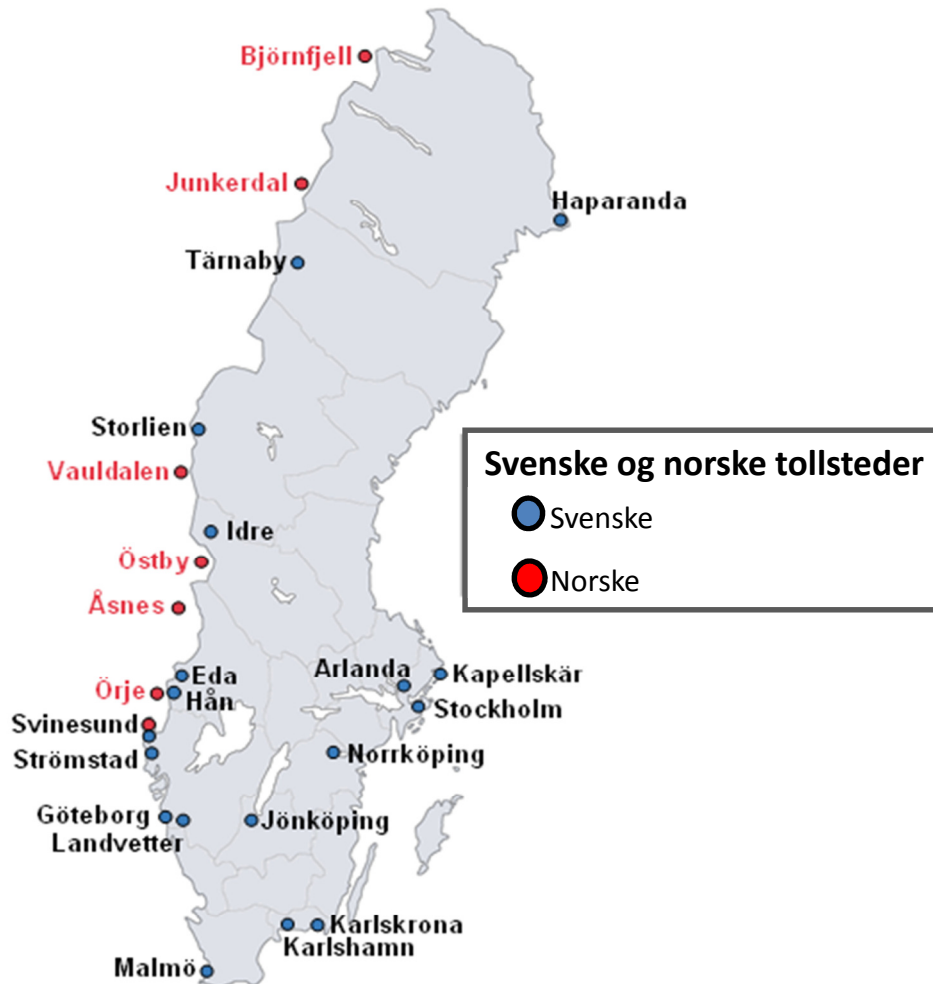 Björnfjell
Junkerdal
Haparanda
Tärnaby
Storlien
Vauldalen
Svenske og norske tollsteder
Svenske
Norske
Idre
Östby
Åsnes
Eda
Arlanda
Kapellskär
Örje
Hån
Stockholm
Svinesund
Strömstad
Norrköping
Göteborg
Jönköping
Landvetter
Karlskrona
Karlshamn
Malmö